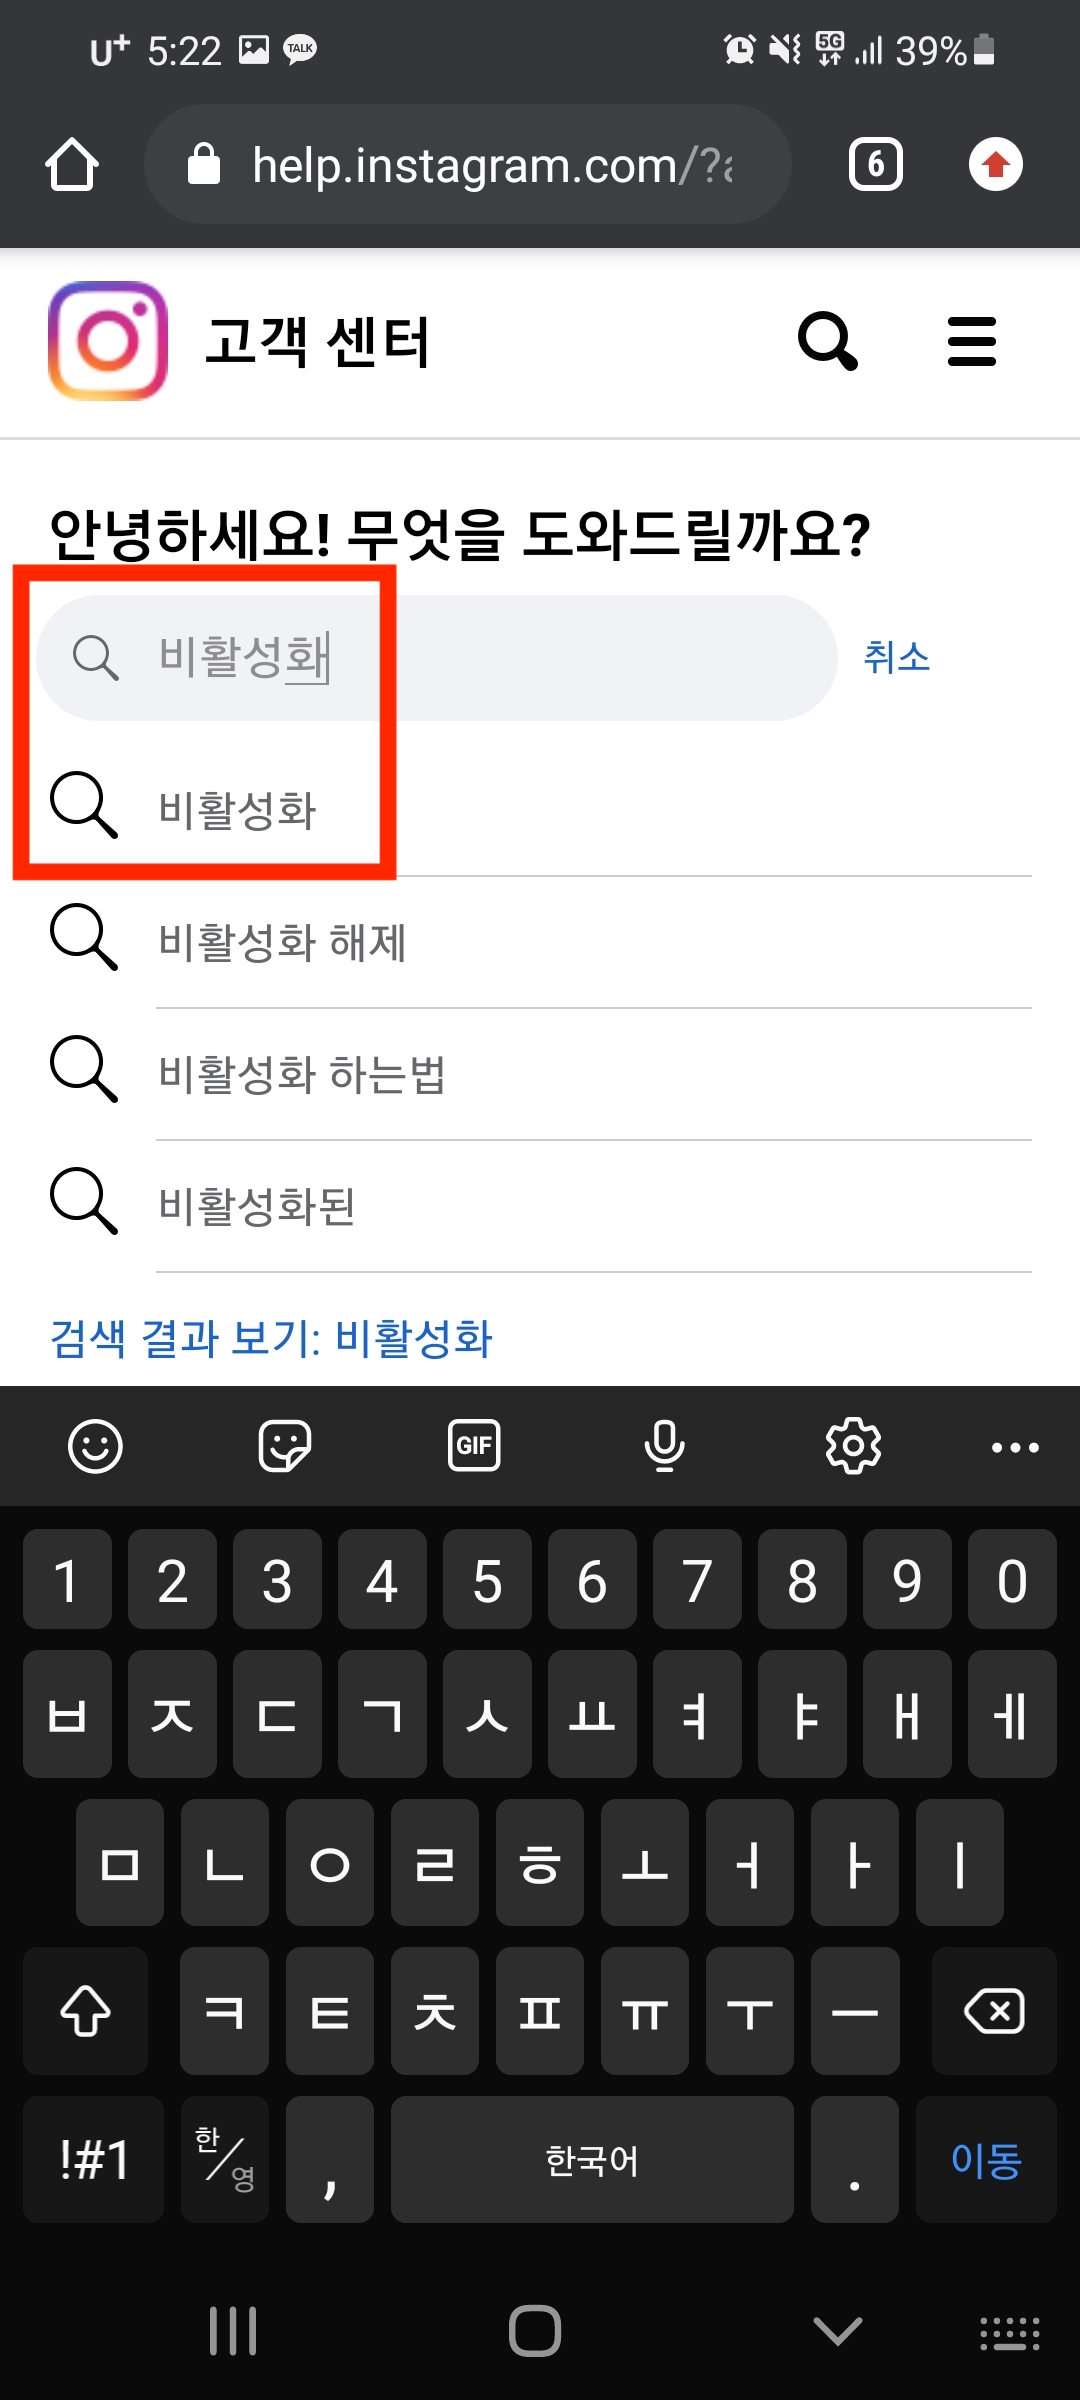 U+ 5:22 TALK 5G 39%
help.instagram.com/?a
6
고객 센터
안녕하세요! 무엇을 도와드릴까요?
비활성화
취소
비활성화
비활성화 해제
비활성화 하는법
비활성화된
검색 결과 보기: 비활성화
GIF
1 2 3 4 5 6 7 8 9 0
ㅂ ㅈ ㄷ ㄱ ㅅ ㅛ ㅕ ㅑ ㅐ ㅔ
ㅁ ㄴ ㅇ ㄹ ㅎ ㅗ ㅓ ㅏ ㅣ
ㅋ ㅌ ㅊ ㅍ ㅠ ㅜ ㅡ
!#1 한/영 , 한국어 . 이동